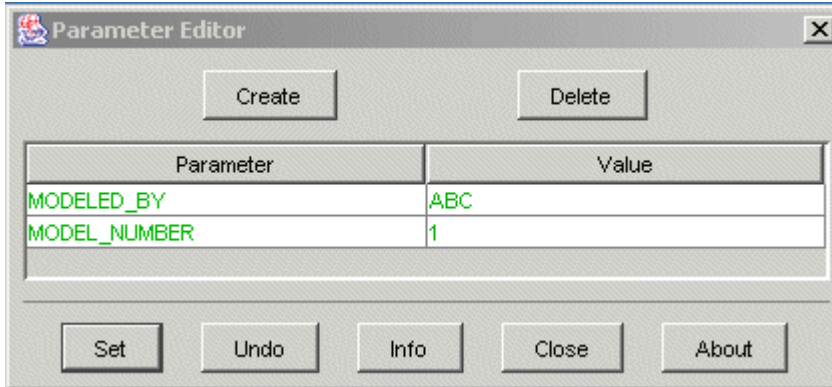 Parameter Editor
Create Delete
Parameter Value
MODELED_BY ABC
MODEL_NUMBER 1
Set Undo Info Close About